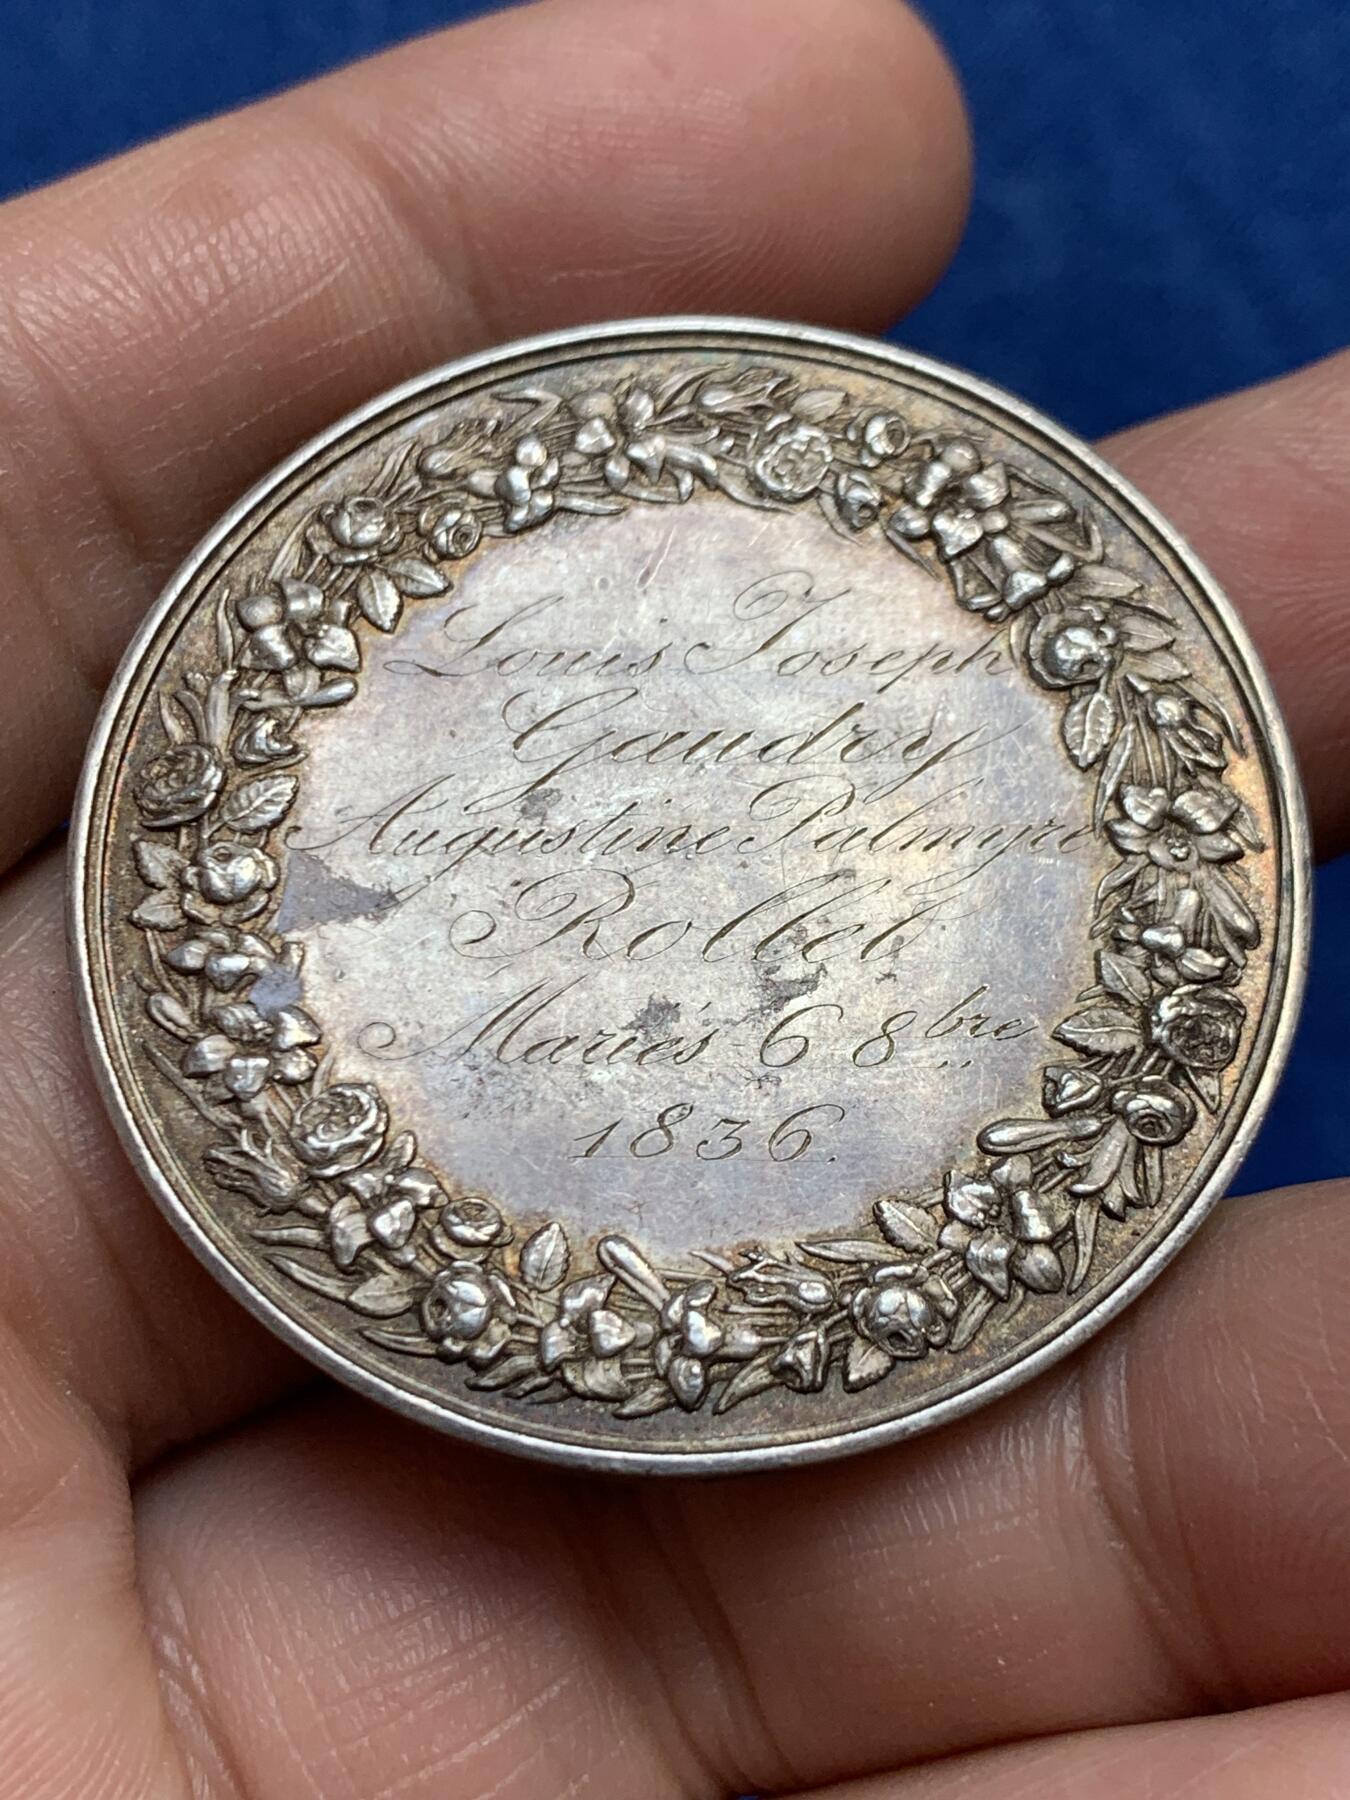 Louis Joseph
Gaudry
Augustine Palmyre
Rollet
Mariés 6 8bre
1836.